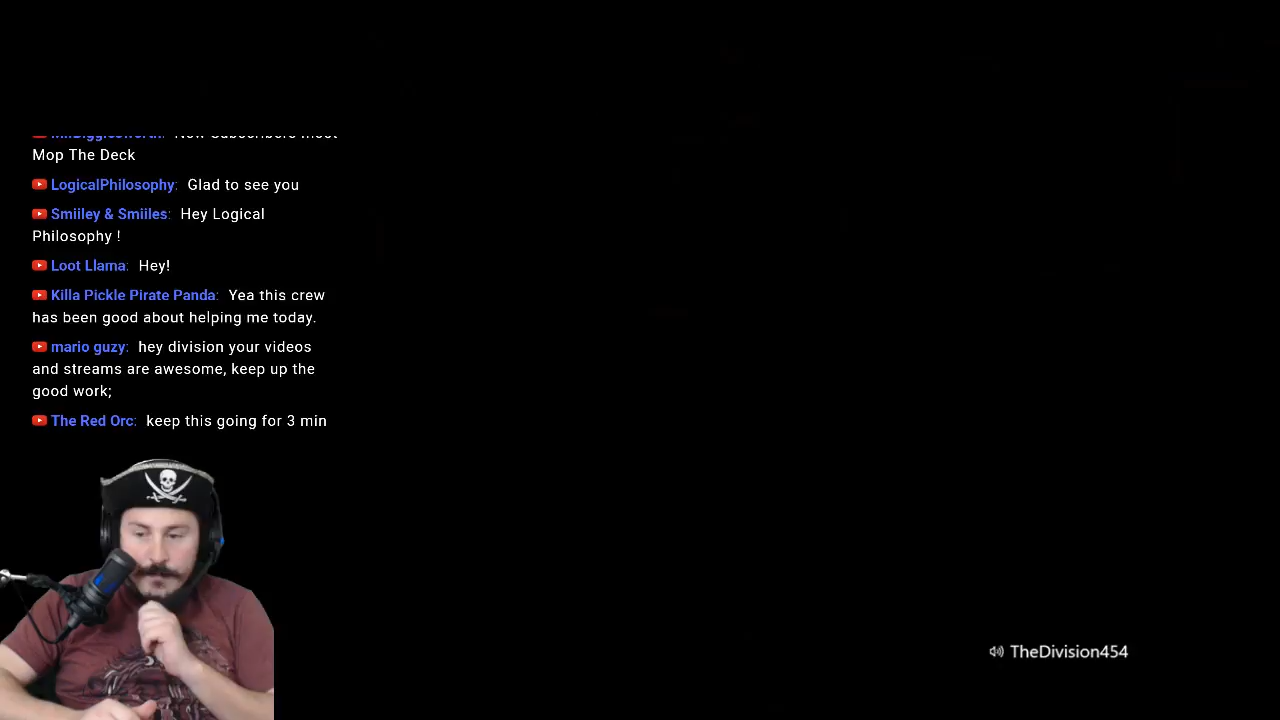 Mop The Deck
LogicalPhilosophy: Glad to see you
Smiiley & Smiiles: Hey Logical
Philosophy !
Loot Llama: Hey!
Killa Pickle Pirate Panda: Yea this crew
has been good about helping me today.
mario guzy: hey division your videos
and streams are awesome, keep up the
good work;
The Red Orc: keep this going for 3 min
TheDivision454